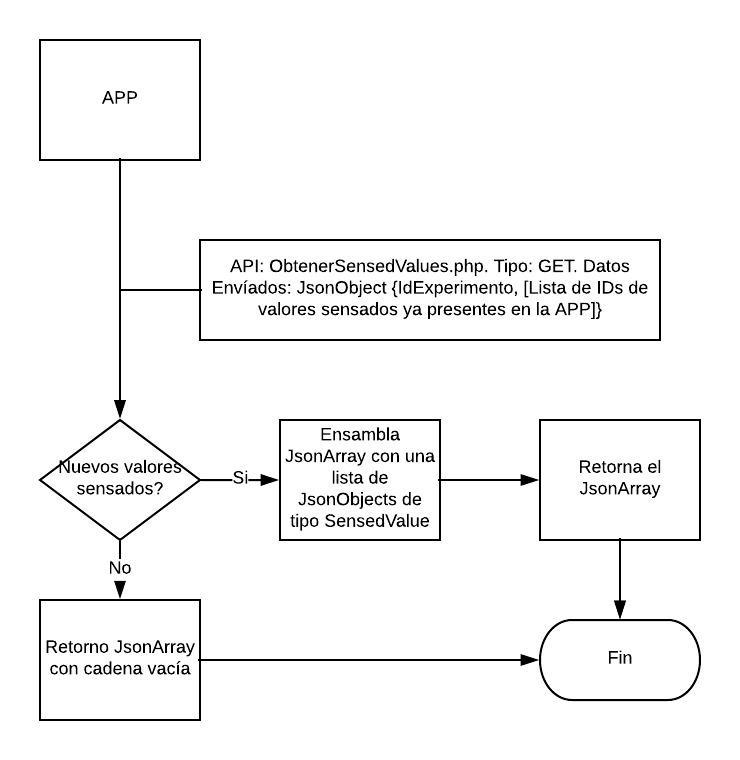 APP
API: ObtenerSensedValues.php. Tipo: GET. Datos
Envíados: JsonObject {IdExperimento, [Lista de IDs de
valores sensados ya presentes en la APP]}
Nuevos valores
sensados?
Si
Ensambla
JsonArray con una
lista de
JsonObjects de
tipo SensedValue
Retorna el
JsonArray
No
Retorno JsonArray
con cadena vacía
Fin